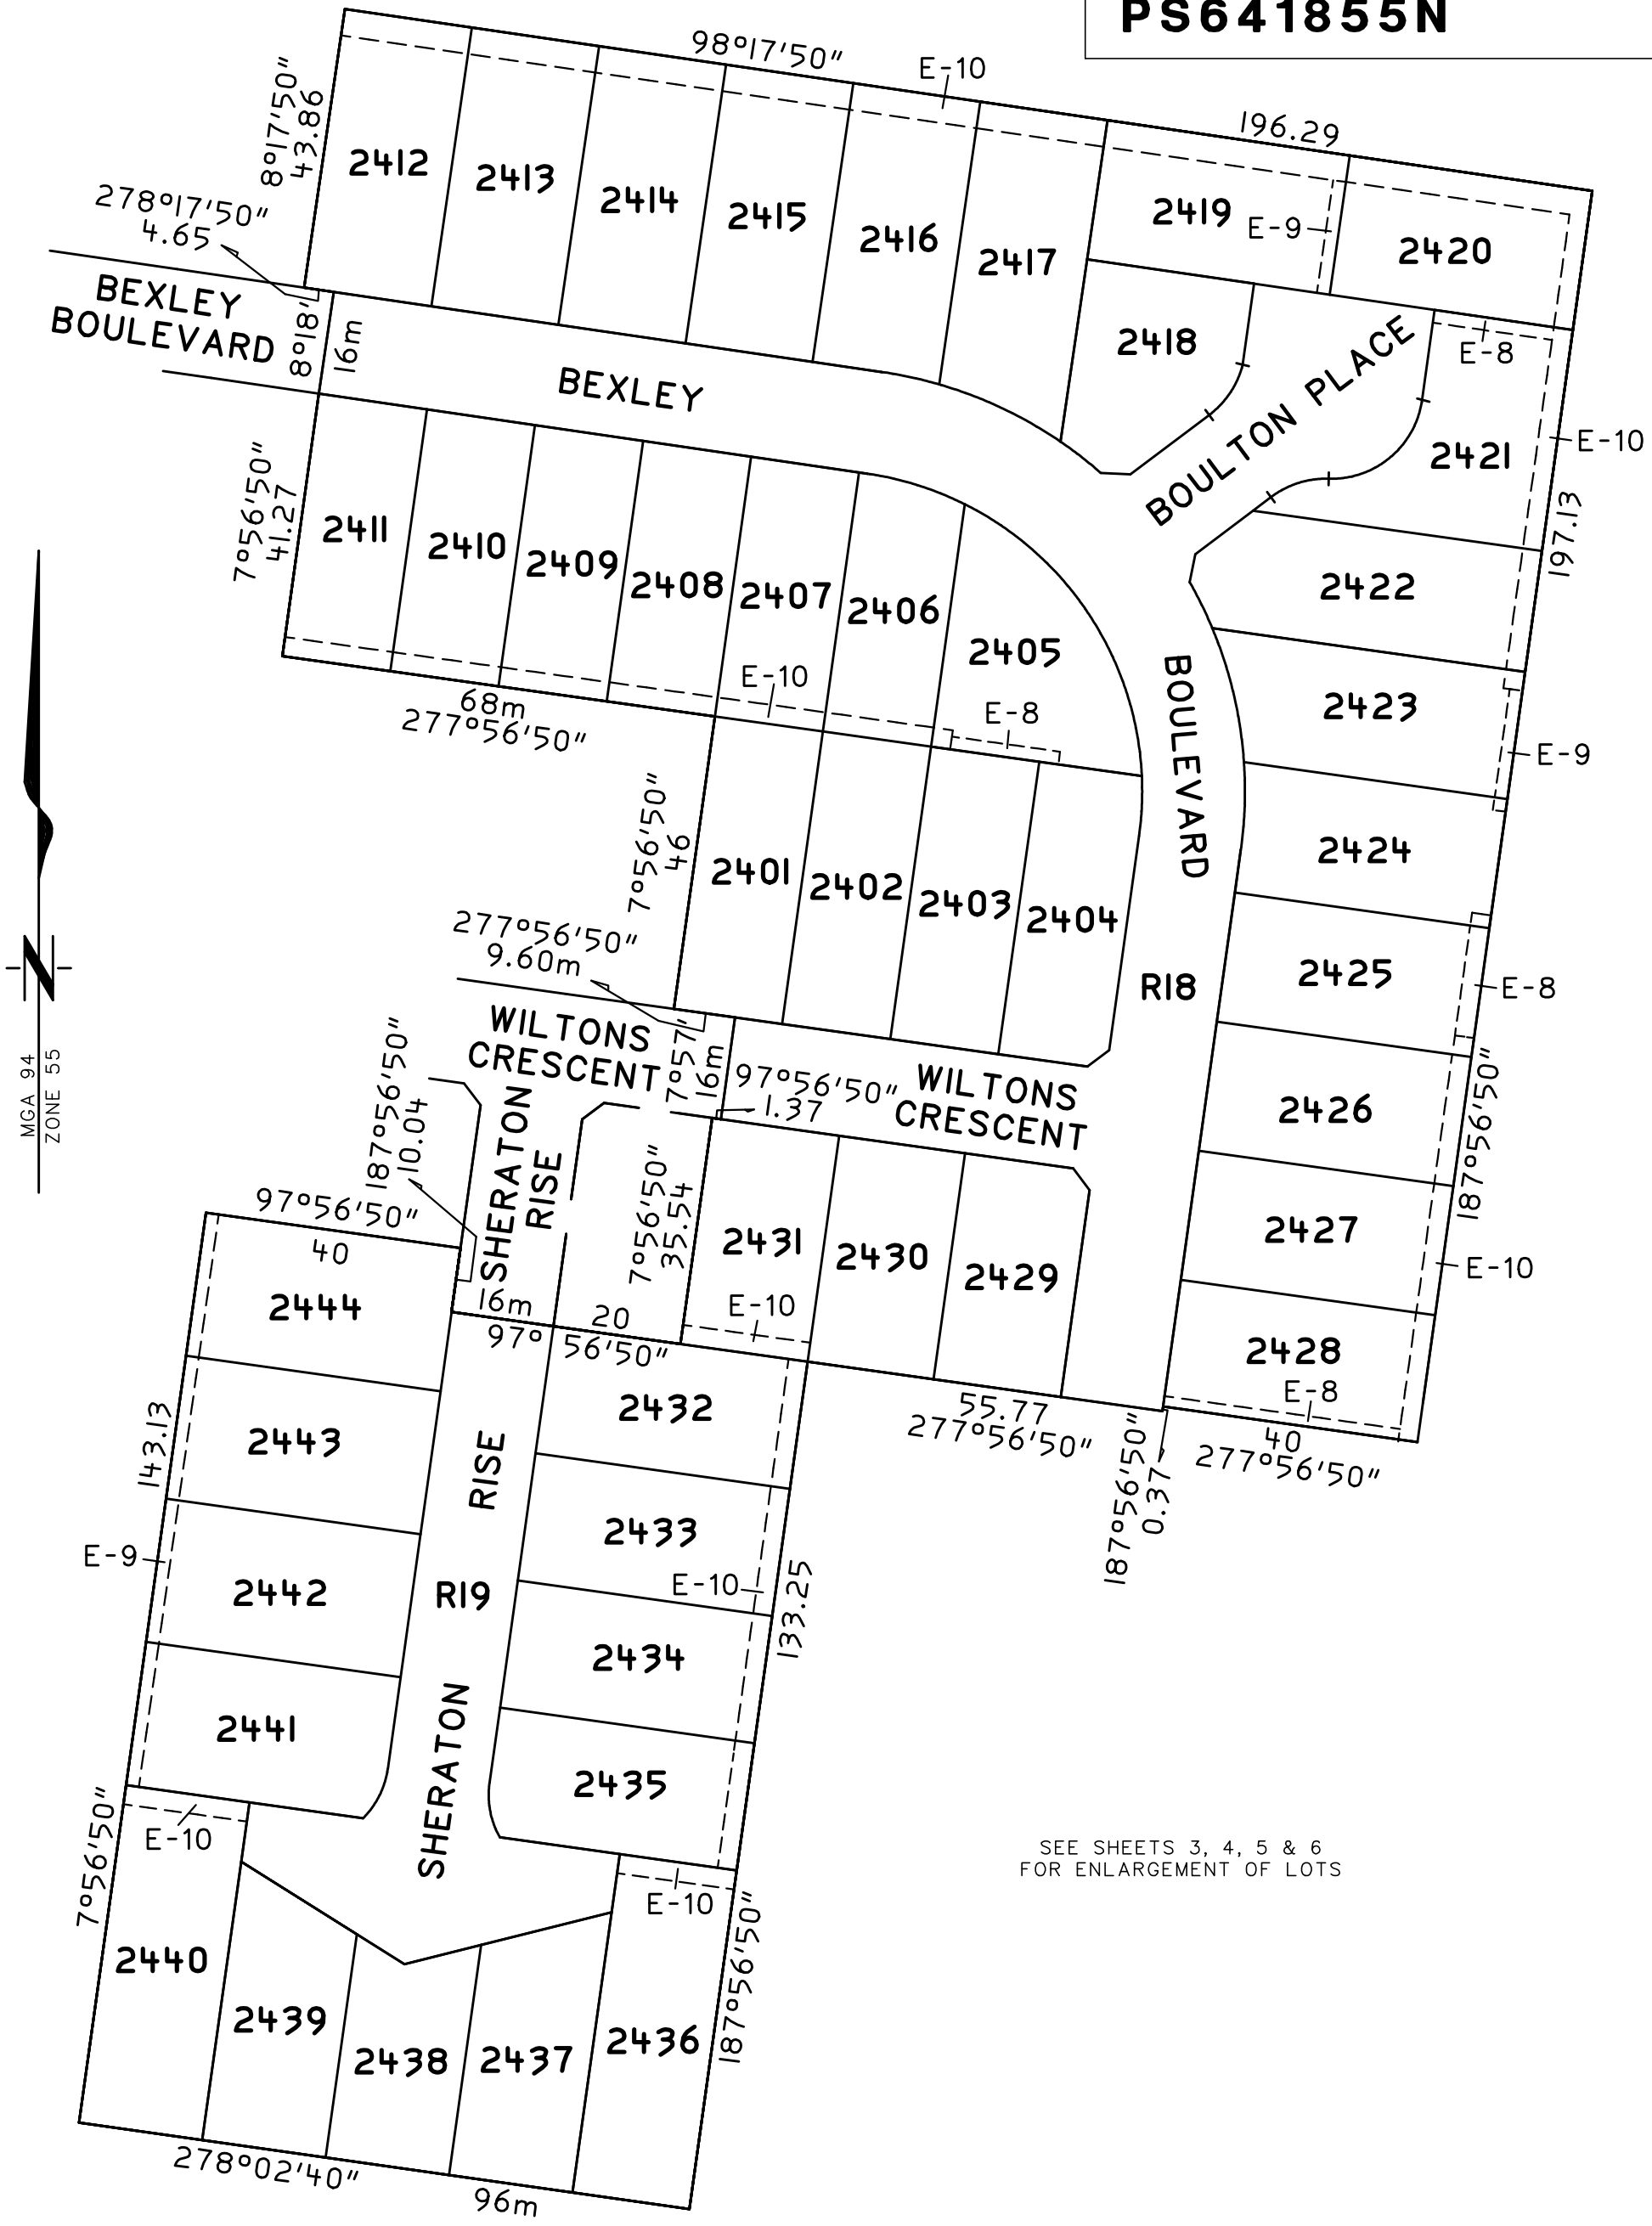 PS641855N
98°17'50"
E-10
196.29
8°17'50"
43.86
2412
2413
2414
2415
2416
2417
2419
E-9
2420
278°17'50"
4.65
BEXLEY
BOULEVARD
8°18'
16m
BEXLEY
2418
BOULTON PLACE
E-8
2421
E-10
197.13
7°56'50"
41.27
2411
2410
2409
2408
2407
2406
2405
2422
E-10
E-8
68m
277°56'50"
BOULEVARD
2423
E-9
7°56'50"
46
2401
2402
2403
2404
2424
277°56'50"
9.60m
R18
2425
E-8
N
MGA 94
ZONE 55
WILTONS
CRESCENT
7°57'
16m
97°56'50"
1.37
WILTONS
CRESCENT
187°56'50"
10.04
SHERATON
RISE
2426
187°56'50"
97°56'50"
40
7°56'50"
35.54
2431
2430
2429
2427
E-10
2444
16m
20
97° 56'50"
E-10
2428
E-8
2432
55.77
277°56'50"
187°56'50"
0.37
40
277°56'50"
143.13
2443
RISE
2433
E-9
E-10
133.25
2442
R19
2434
2441
SHERATON
2435
7°56'50"
E-10
E-10
SEE SHEETS 3, 4, 5 & 6
FOR ENLARGEMENT OF LOTS
187°56'50"
2440
2439
2438
2437
2436
278°02'40"
96m